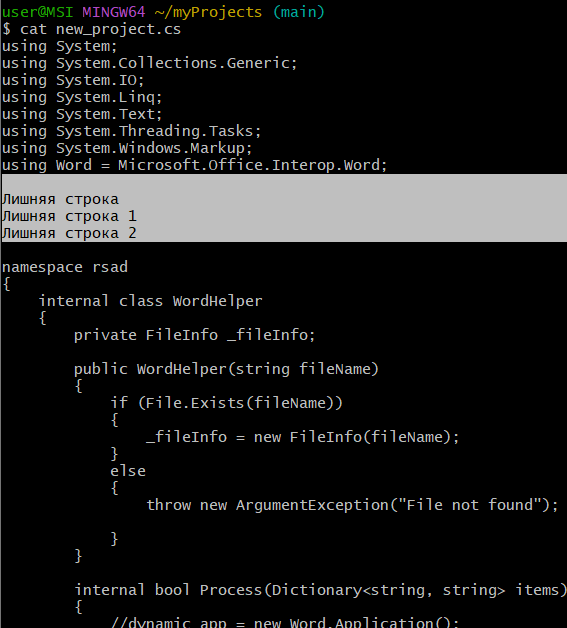 user@MSI MINGW64 ~/myProjects (main)
$ cat new_project.cs
using System;
using System.Collections.Generic;
using System.IO;
using System.Linq;
using System.Text;
using System.Threading.Tasks;
using System.Windows.Markup;
using Word = Microsoft.Office.Interop.Word;

Лишняя строка
Лишняя строка 1
Лишняя строка 2

namespace rsad
{
    internal class WordHelper
    {
        private FileInfo _fileInfo;

        public WordHelper(string fileName)
        {
            if (File.Exists(fileName))
            {
                _fileInfo = new FileInfo(fileName);
            }
            else
            {
                throw new ArgumentException("File not found");

            }
        }

        internal bool Process(Dictionary<string, string> items)
        {
            //dynamic app = new Word.Application();